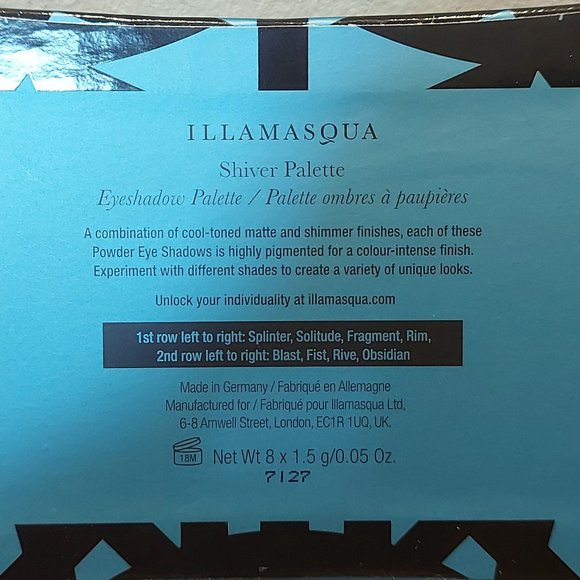 ILLAMASQUA
Shiver Palette
Eyeshadow Palette / Palette ombres à paupières
A combination of cool-toned matte and shimmer finishes, each of these
Powder Eye Shadows is highly pigmented for a colour-intense finish.
Experiment with different shades to create a variety of unique looks.
Unlock your individuality at illamasqua.com
1st row left to right: Splinter, Solitude, Fragment, Rim,
2nd row left to right: Blast, Fist, Rive, Obsidian
Made in Germany / Fabriqué en Allemagne
Manufactured for / Fabriqué pour Illamasqua Ltd,
6-8 Amwell Street, London, EC1R 1UQ, UK.
18M Net Wt 8 x 1.5 g/0.05 Oz.
7127